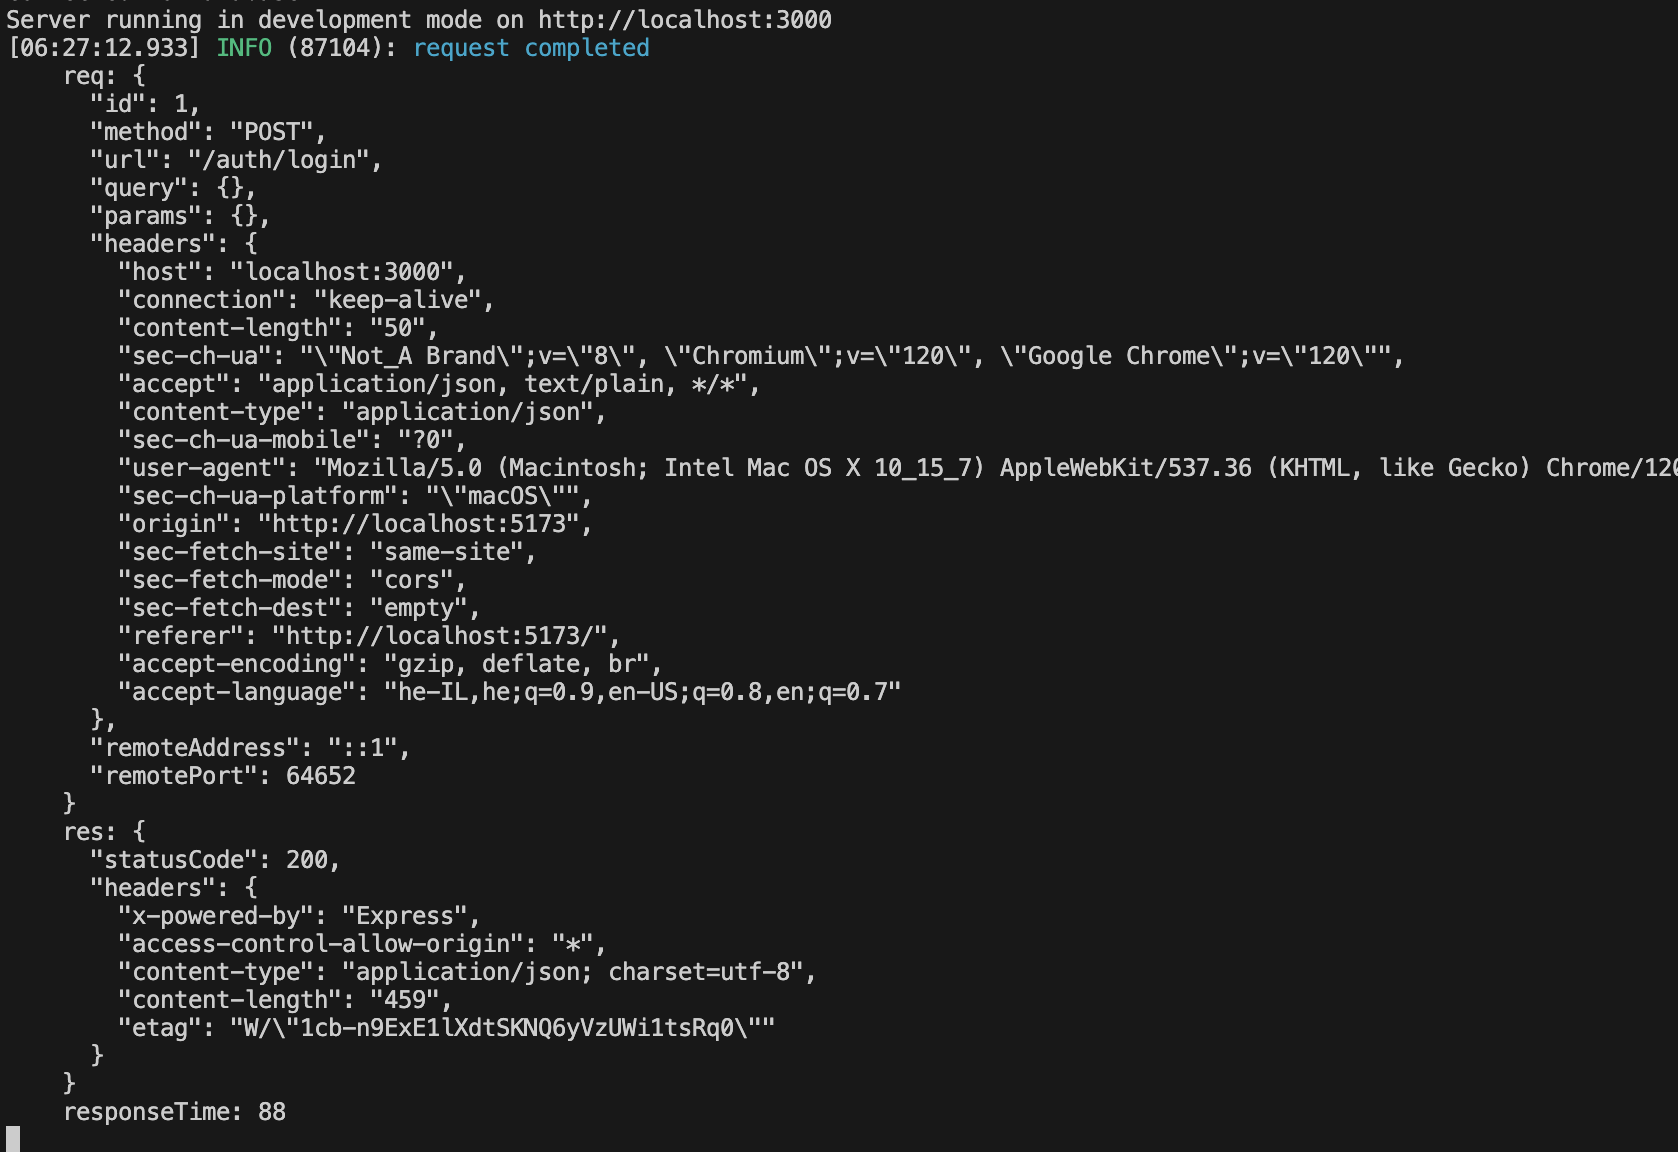 Server running in development mode on http://localhost:3000
[06:27:12.933] INFO (87104): request completed
    req: {
      "id": 1,
      "method": "POST",
      "url": "/auth/login",
      "query": {},
      "params": {},
      "headers": {
        "host": "localhost:3000",
        "connection": "keep-alive",
        "content-length": "50",
        "sec-ch-ua": "\"Not_A Brand\";v=\"8\", \"Chromium\";v=\"120\", \"Google Chrome\";v=\"120\"",
        "accept": "application/json, text/plain, */*",
        "content-type": "application/json",
        "sec-ch-ua-mobile": "?0",
        "user-agent": "Mozilla/5.0 (Macintosh; Intel Mac OS X 10_15_7) AppleWebKit/537.36 (KHTML, like Gecko) Chrome/120
        "sec-ch-ua-platform": "\"macOS\"",
        "origin": "http://localhost:5173",
        "sec-fetch-site": "same-site",
        "sec-fetch-mode": "cors",
        "sec-fetch-dest": "empty",
        "referer": "http://localhost:5173/",
        "accept-encoding": "gzip, deflate, br",
        "accept-language": "he-IL,he;q=0.9,en-US;q=0.8,en;q=0.7"
      },
      "remoteAddress": "::1",
      "remotePort": 64652
    }
    res: {
      "statusCode": 200,
      "headers": {
        "x-powered-by": "Express",
        "access-control-allow-origin": "*",
        "content-type": "application/json; charset=utf-8",
        "content-length": "459",
        "etag": "W/\"1cb-n9ExE1lXdtSKNQ6yVzUWi1tsRq0\""
      }
    }
    responseTime: 88